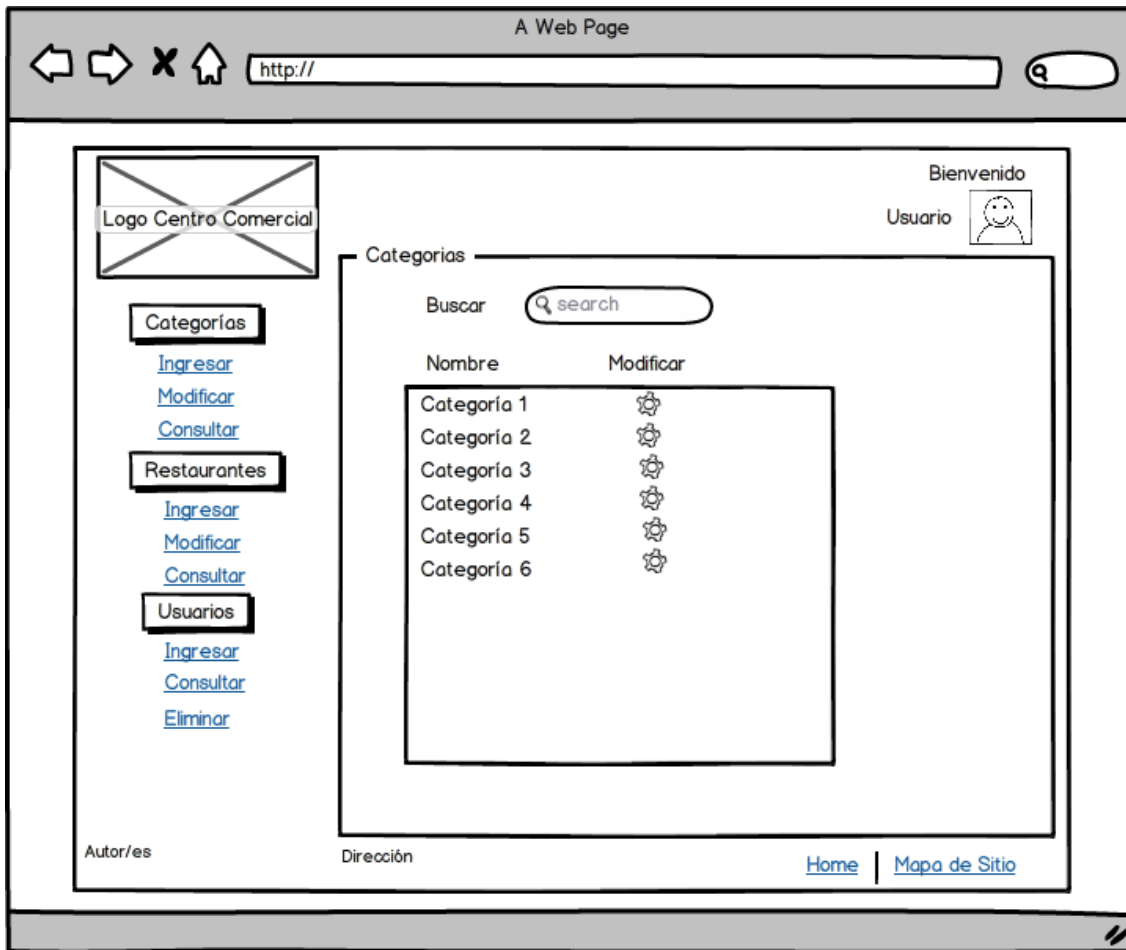 A Web Page
http://
Logo Centro Comercial
Bienvenido
Usuario
Categorías
Ingresar
Modificar
Consultar
Restaurantes
Ingresar
Modificar
Consultar
Usuarios
Ingresar
Consultar
Eliminar
Categorias
Buscar search
Nombre Modificar
Categoría 1
Categoría 2
Categoría 3
Categoría 4
Categoría 5
Categoría 6
Autor/es
Dirección
Home Mapa de Sitio